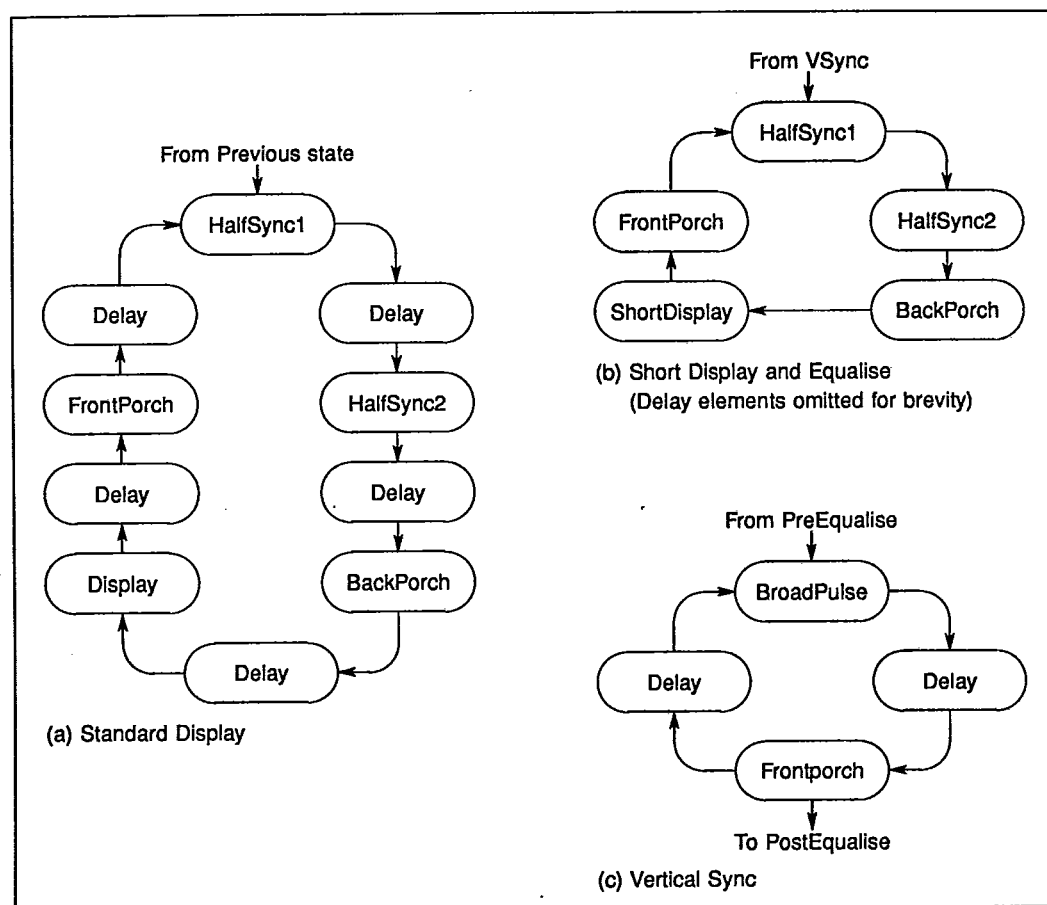 From Previous state
HalfSync1
Delay
Delay
FrontPorch
HalfSync2
Delay
Delay
Display
BackPorch
Delay
(a) Standard Display
From VSync
HalfSync1
FrontPorch
HalfSync2
ShortDisplay
BackPorch
(b) Short Display and Equalise
(Delay elements omitted for brevity)
From PreEqualise
BroadPulse
Delay
Delay
Frontporch
To PostEqualise
(c) Vertical Sync